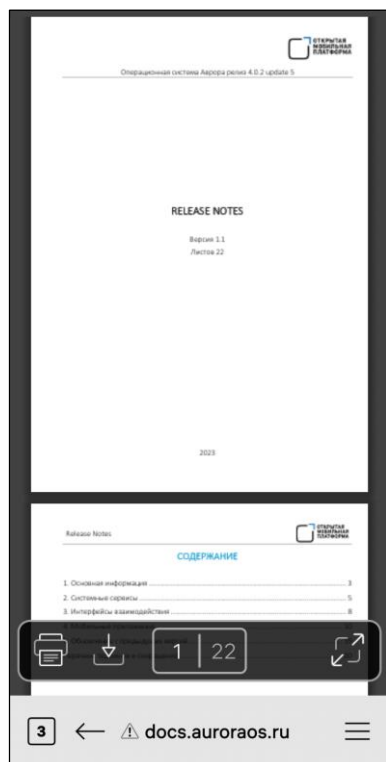 ОТКРЫТАЯ
МОБИЛЬНАЯ
ПЛАТФОРМА
Операционная система Аврора релиз 4.0.2 update 5
RELEASE NOTES
Версия 1.1
Листов 22
2023
Release Notes
ОТКРЫТАЯ
МОБИЛЬНАЯ
ПЛАТФОРМА
СОДЕРЖАНИЕ
1. Основная информация 3
2. Системные сервисы 5
3. Интерфейсы взаимодействия 8
1 22
3 docs.auroraos.ru